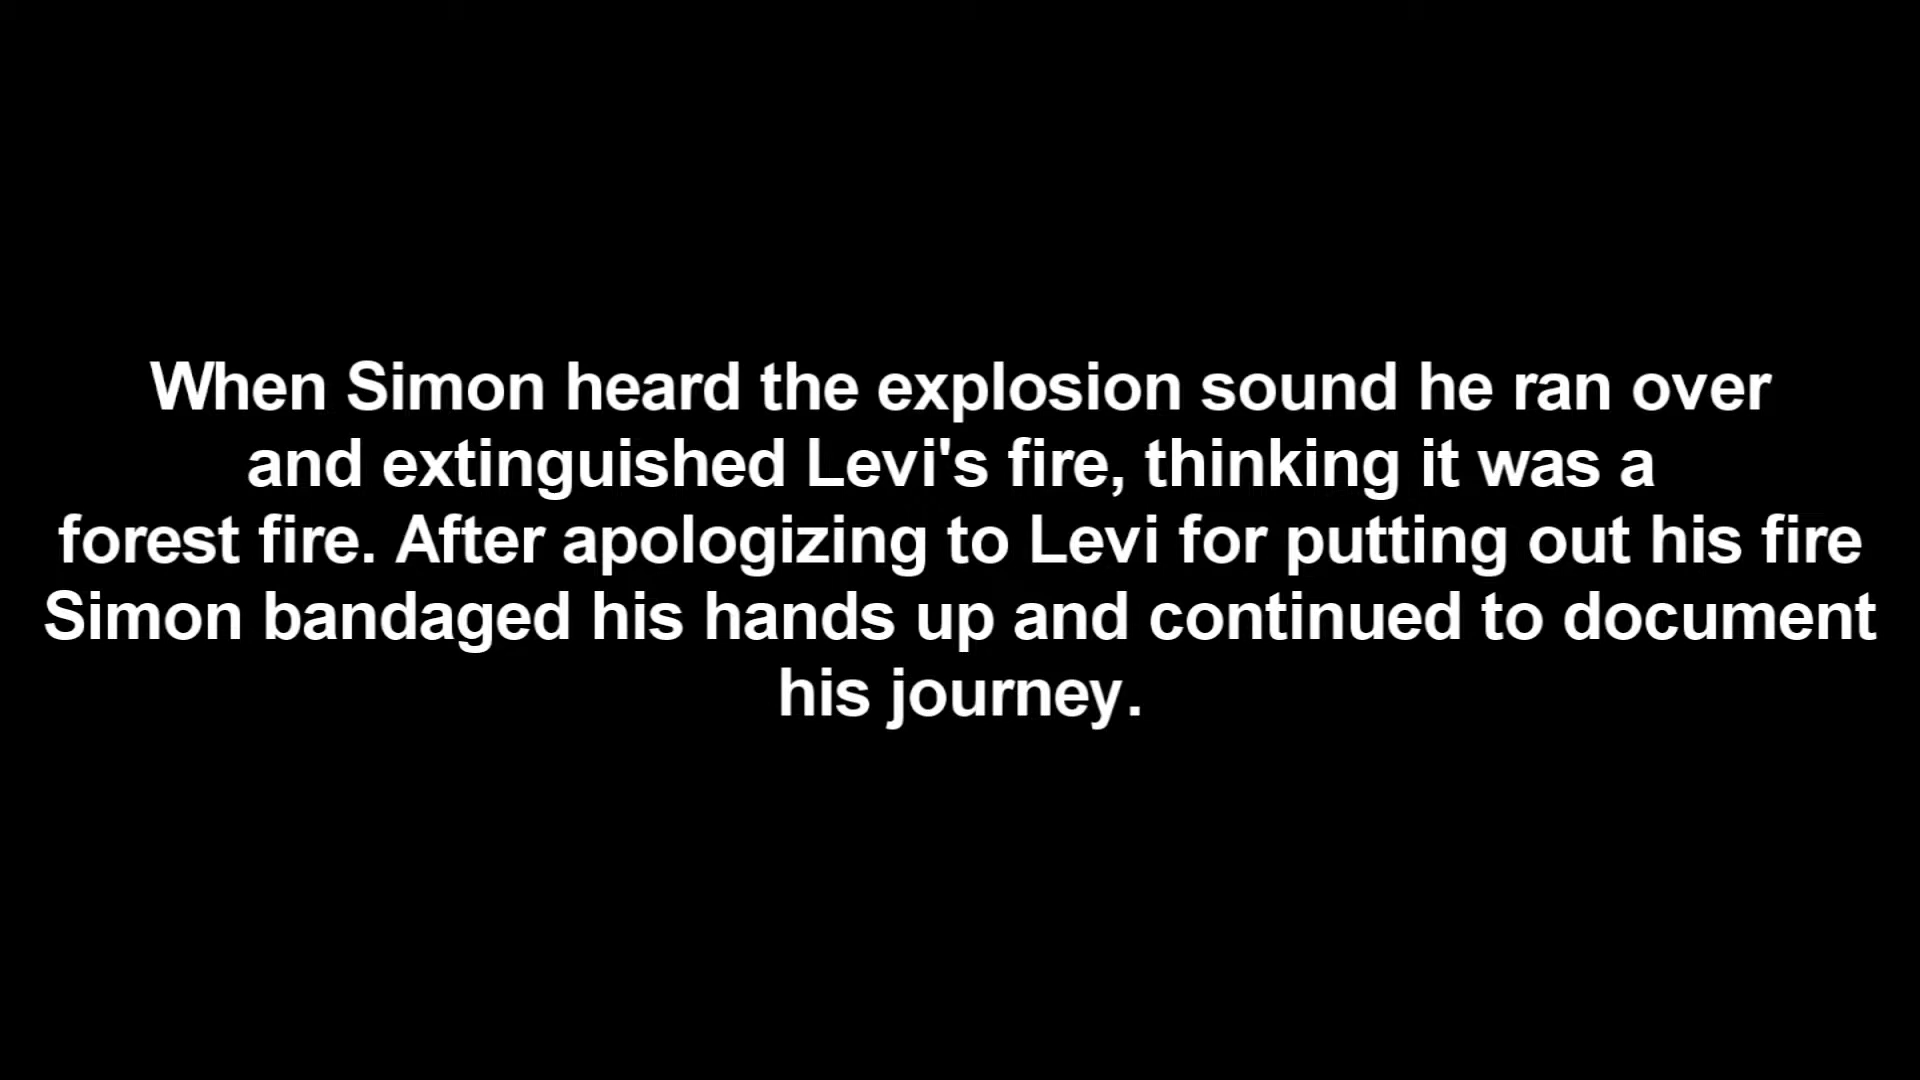 When Simon heard the explosion sound he ran over
and extinguished Levi's fire, thinking it was a
forest fire. After apologizing to Levi for putting out his fire
Simon bandaged his hands up and continued to document
his journey.